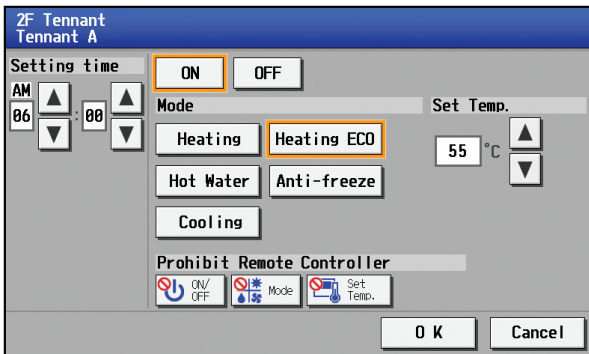 2F Tennant
Tennant A
Setting time
AM
06 : 00
ON OFF
Mode
Heating Heating ECO
Hot Water Anti-freeze
Cooling
Set Temp.
55 °C
Prohibit Remote Controller
ON/
OFF
Mode
Set
Temp.
O K Cancel